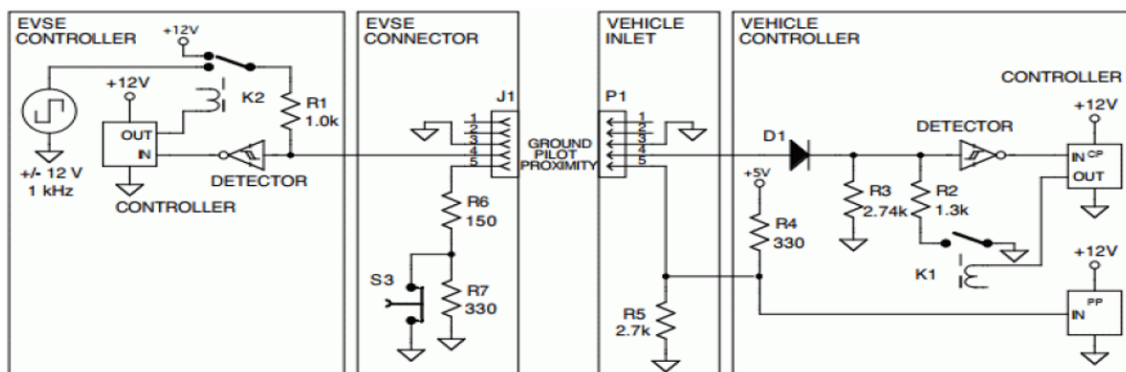 EVSE
CONTROLLER
+12V
+12V
K2
R1
1.0k
OUT
IN
DETECTOR
+/- 12 V
1 kHz
CONTROLLER
EVSE
CONNECTOR
J1
1
2
3
4
5
R6
150
S3
R7
330
GROUND
PILOT
PROXIMITY
VEHICLE
INLET
P1
1
2
3
4
5
R5
2.7k
VEHICLE
CONTROLLER
CONTROLLER
+12V
D1
DETECTOR
IN CP
OUT
+5V
R4
330
R3
2.74k
R2
1.3k
K1
+12V
PP
IN